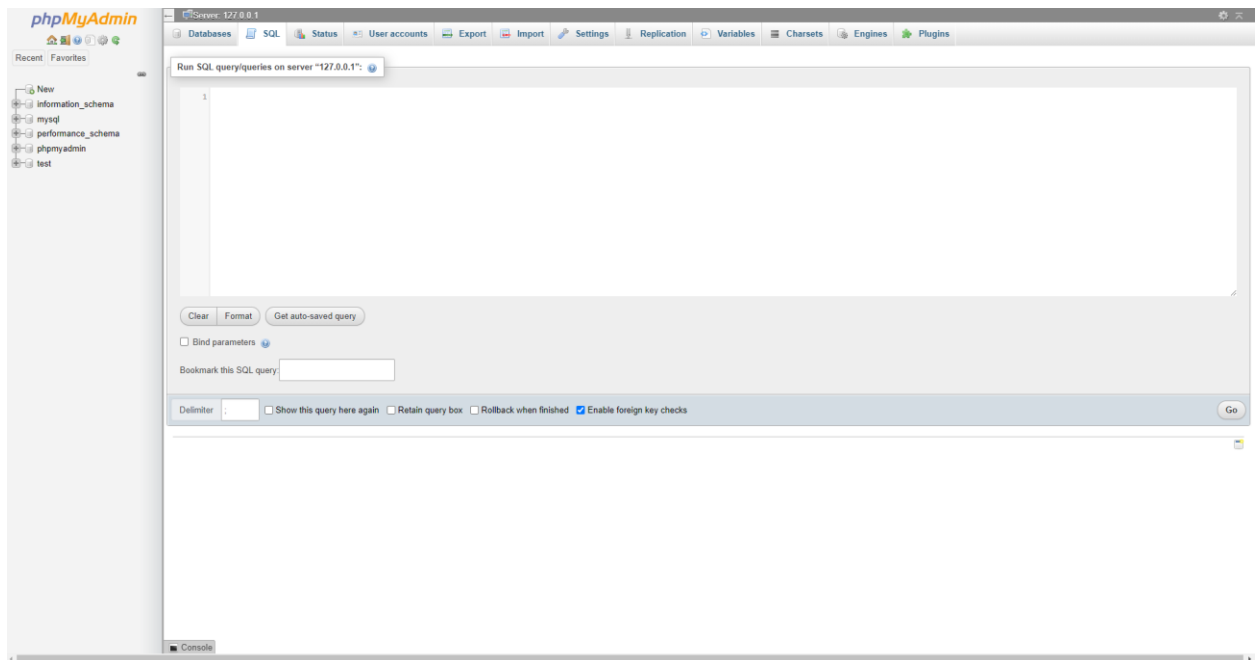 phpMyAdmin
Recent Favorites
New
information_schema
mysql
performance_schema
phpmyadmin
test
Server: 127.0.0.1
Databases SQL Status User accounts Export Import Settings Replication Variables Charsets Engines Plugins
Run SQL query/queries on server “127.0.0.1”:
1
Clear Format Get auto-saved query
Bind parameters
Bookmark this SQL query:
Delimiter ; Show this query here again Retain query box Rollback when finished Enable foreign key checks Go
Console